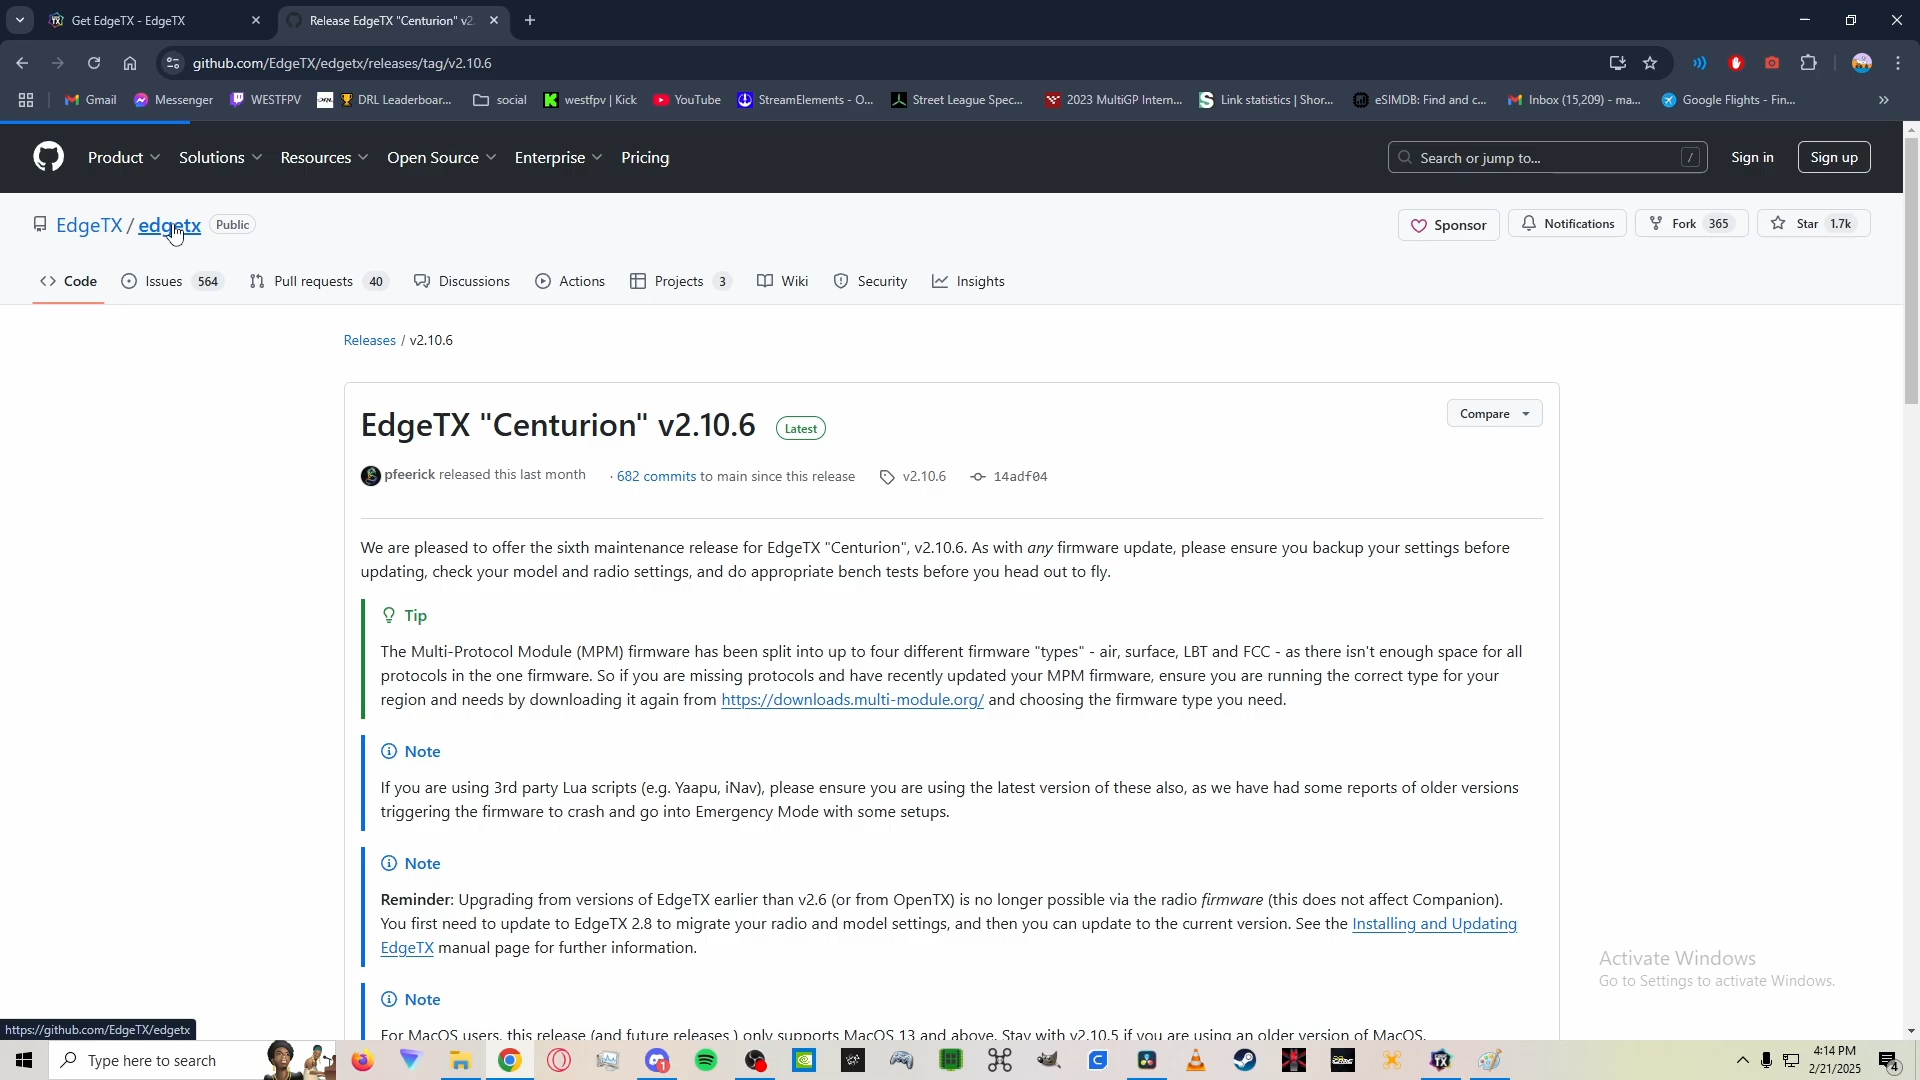 Get EdgeTX - EdgeTX
Release EdgeTX "Centurion" v2
github.com/EdgeTX/edgetx/releases/tag/v2.10.6
Gmail
Messenger
WESTFPV
DRL Leaderboar...
social
westfpv | Kick
YouTube
StreamElements - O...
Street League Spec...
2023 MultiGP Intern...
Link statistics | Shor...
eSIMDB: Find and c...
Inbox (15,209) - ma...
Google Flights - Fin...
»
Product
Solutions
Resources
Open Source
Enterprise
Pricing
Search or jump to...
/
Sign in
Sign up
EdgeTX / edgetx Public
Sponsor
Notifications
Fork 365
Star 1.7k
Code
Issues 564
Pull requests 40
Discussions
Actions
Projects 3
Wiki
Security
Insights
Releases / v2.10.6
EdgeTX "Centurion" v2.10.6 Latest
Compare
pfeerick released this last month · 682 commits to main since this release v2.10.6 14adf04
We are pleased to offer the sixth maintenance release for EdgeTX "Centurion", v2.10.6. As with any firmware update, please ensure you backup your settings before
updating, check your model and radio settings, and do appropriate bench tests before you head out to fly.
Tip
The Multi-Protocol Module (MPM) firmware has been split into up to four different firmware "types" - air, surface, LBT and FCC - as there isn't enough space for all
protocols in the one firmware. So if you are missing protocols and have recently updated your MPM firmware, ensure you are running the correct type for your
region and needs by downloading it again from https://downloads.multi-module.org/ and choosing the firmware type you need.
Note
If you are using 3rd party Lua scripts (e.g. Yaapu, iNav), please ensure you are using the latest version of these also, as we have had some reports of older versions
triggering the firmware to crash and go into Emergency Mode with some setups.
Note
Reminder: Upgrading from versions of EdgeTX earlier than v2.6 (or from OpenTX) is no longer possible via the radio firmware (this does not affect Companion).
You first need to update to EdgeTX 2.8 to migrate your radio and model settings, and then you can update to the current version. See the Installing and Updating
EdgeTX manual page for further information.
Note
For MacOS users, this release (and future releases ) only supports MacOS 13 and above. Stay with v2.10.5 if you are using an older version of MacOS.
Activate Windows
Go to Settings to activate Windows.
https://github.com/EdgeTX/edgetx
Type here to search
4:14 PM
2/21/2025
4